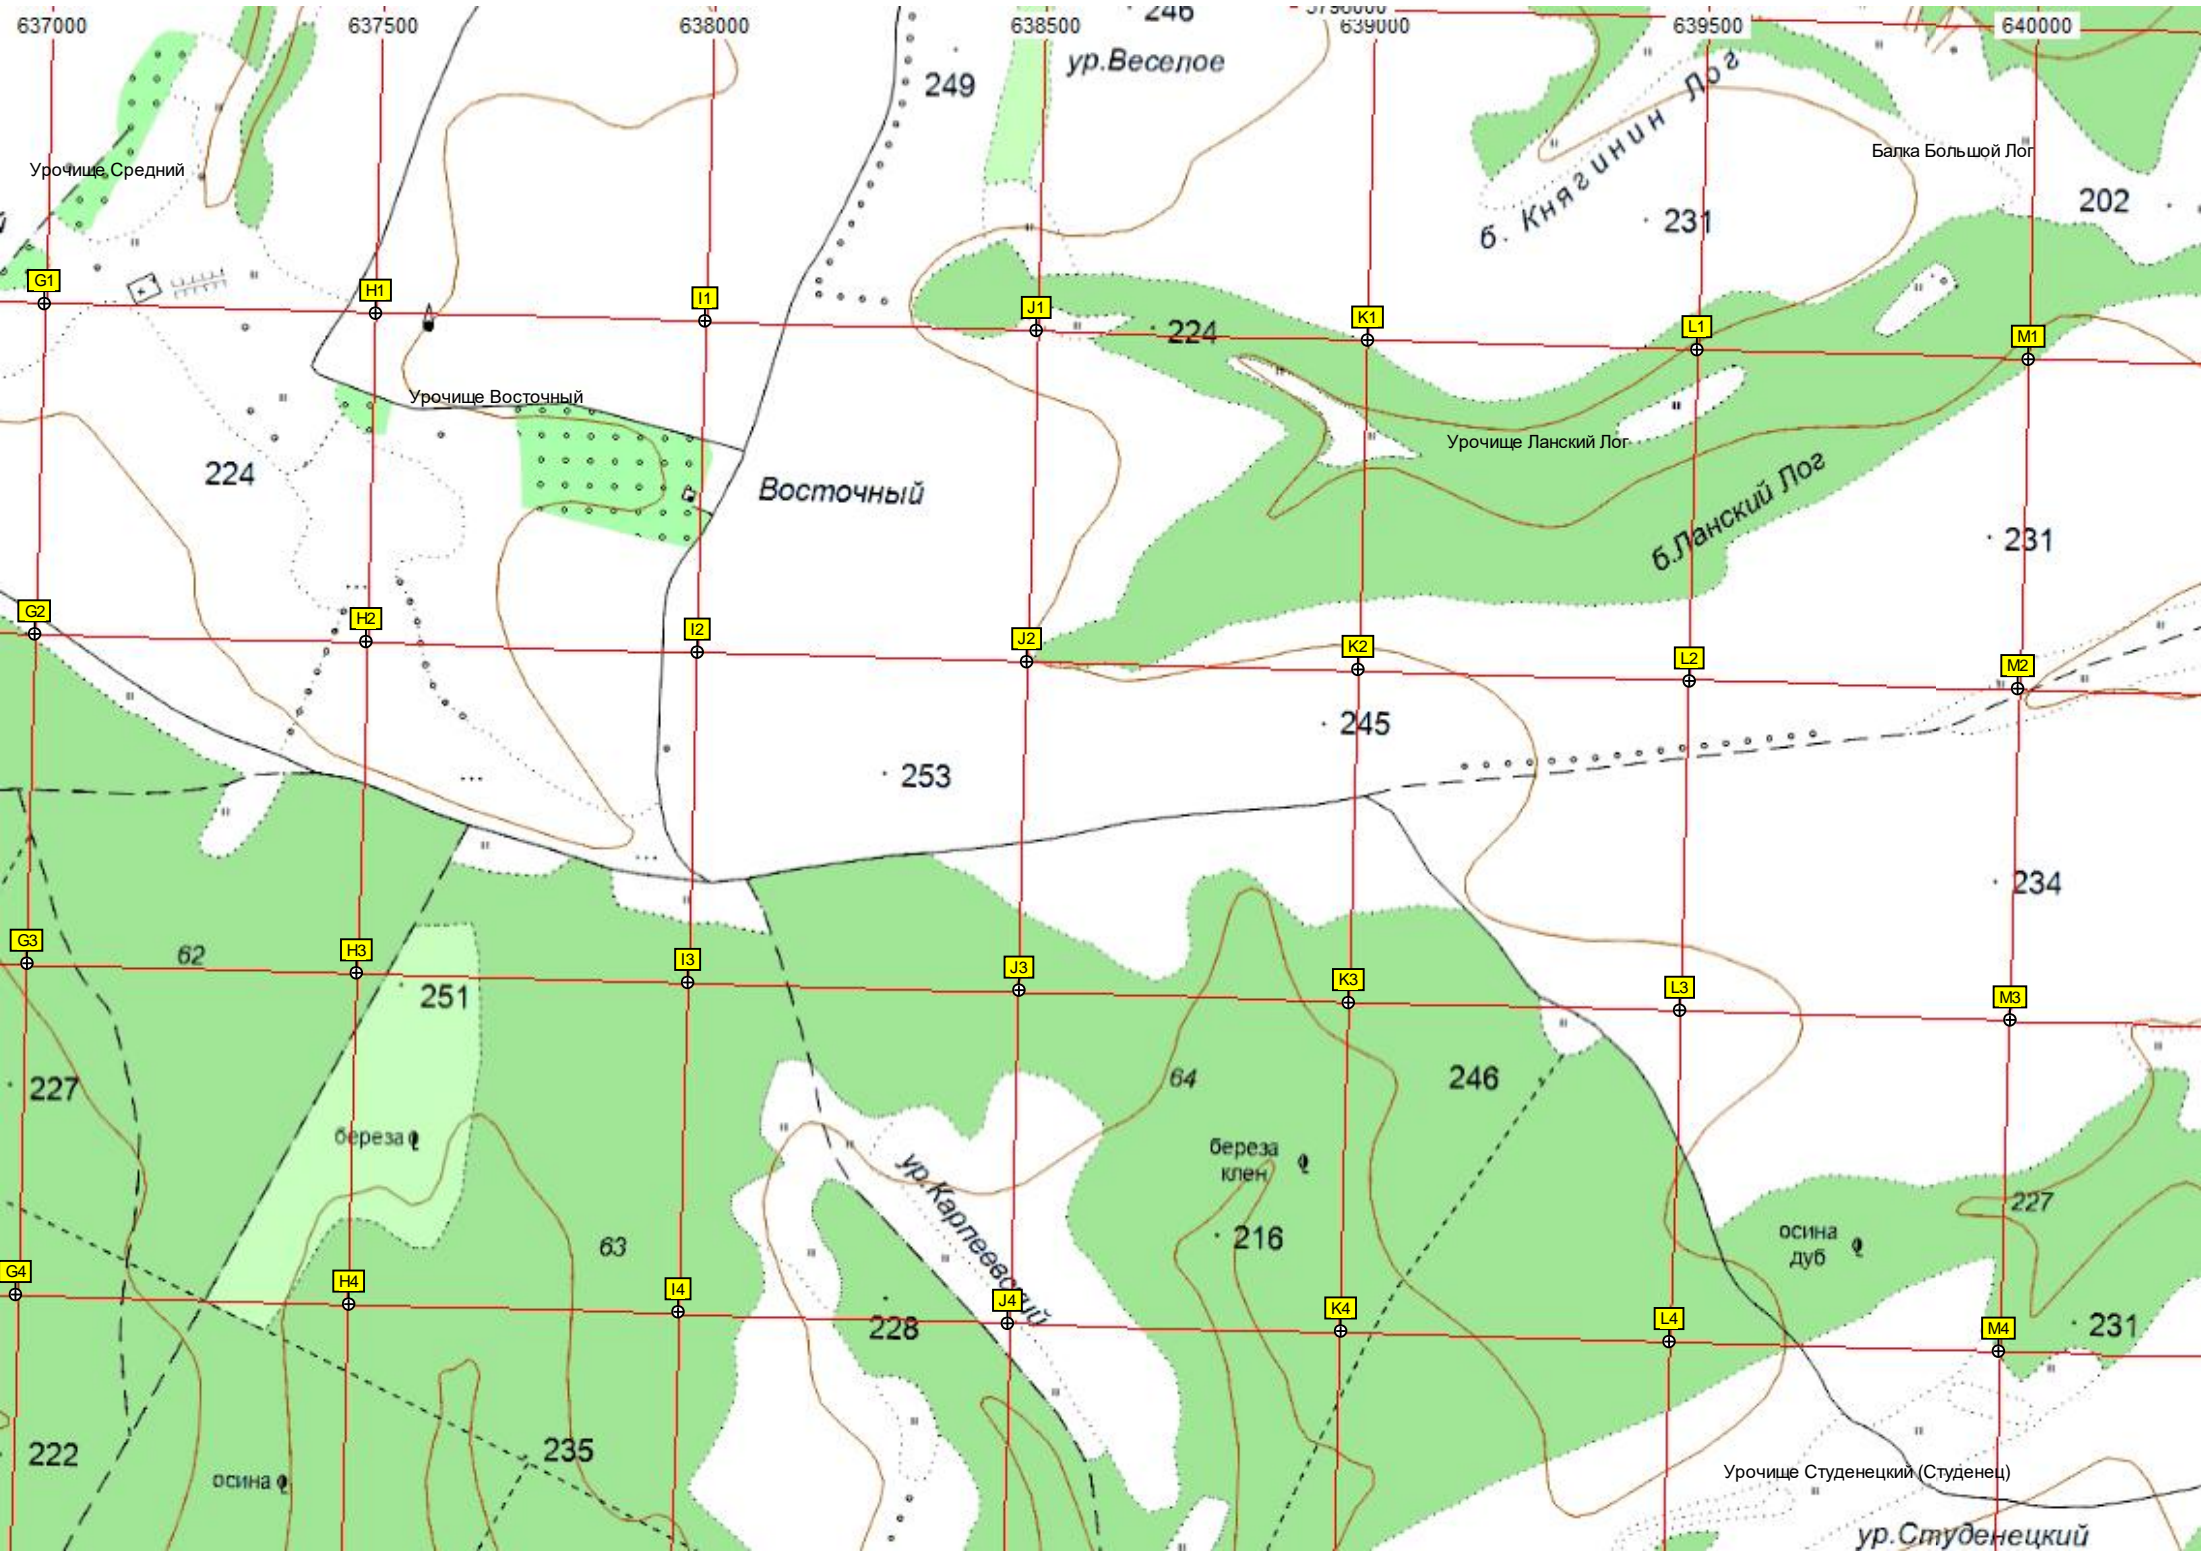 246
5796000
637000 637500 638000 638500 639000 639500 640000
ур.Веселое
249
б. Княгинин Лог
Балка Большой Лог
Урочище Средний
202
231
й
G1 H1 I1 J1 K1 L1 M1
224
Урочище Восточный
Урочище Ланский Лог
224
Восточный
б.Ланский Лог
231
G2 H2 I2 J2 K2 L2 M2
245
253
234
G3 H3 I3 J3 K3 L3 M3
62
251
227
64
246
береза
береза
клен
ур.Карпеевский
227
216
63
осина
дуб
G4 H4 I4 J4 K4 L4 M4
228
231
222
235
осина
Урочище Студенецкий (Студенец)
ур.Студенецкий